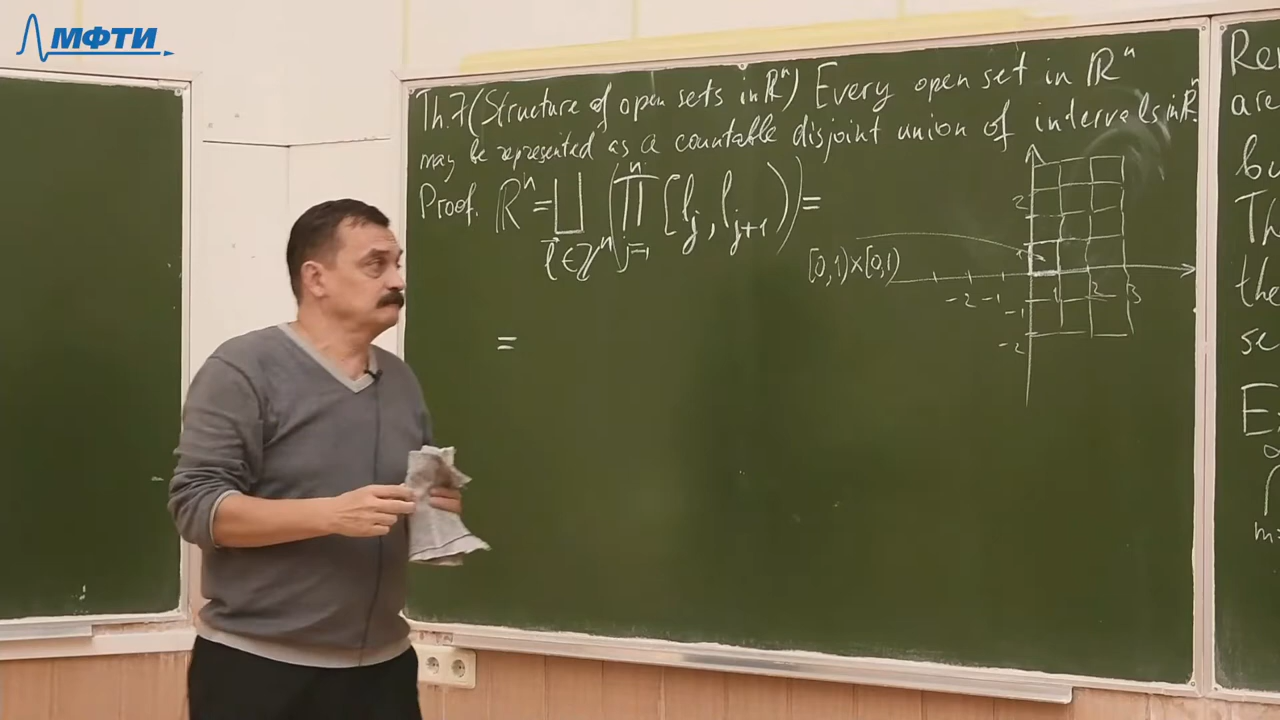 МФТИ
Th.7 (Structure of open sets in ℝⁿ) Every open set in ℝⁿ
may be represented as a countable disjoint union of intervals in ℝⁿ.
Proof. ℝⁿ = ⨆_{l⃗∈ℤⁿ} (∏_{j=1}^{n} [l_j, l_{j+1})) =
[0,1)×[0,1)
=
2
-2 -1 1 2 3
-1
-2
Re
are
bu
Th
the
se
Ex